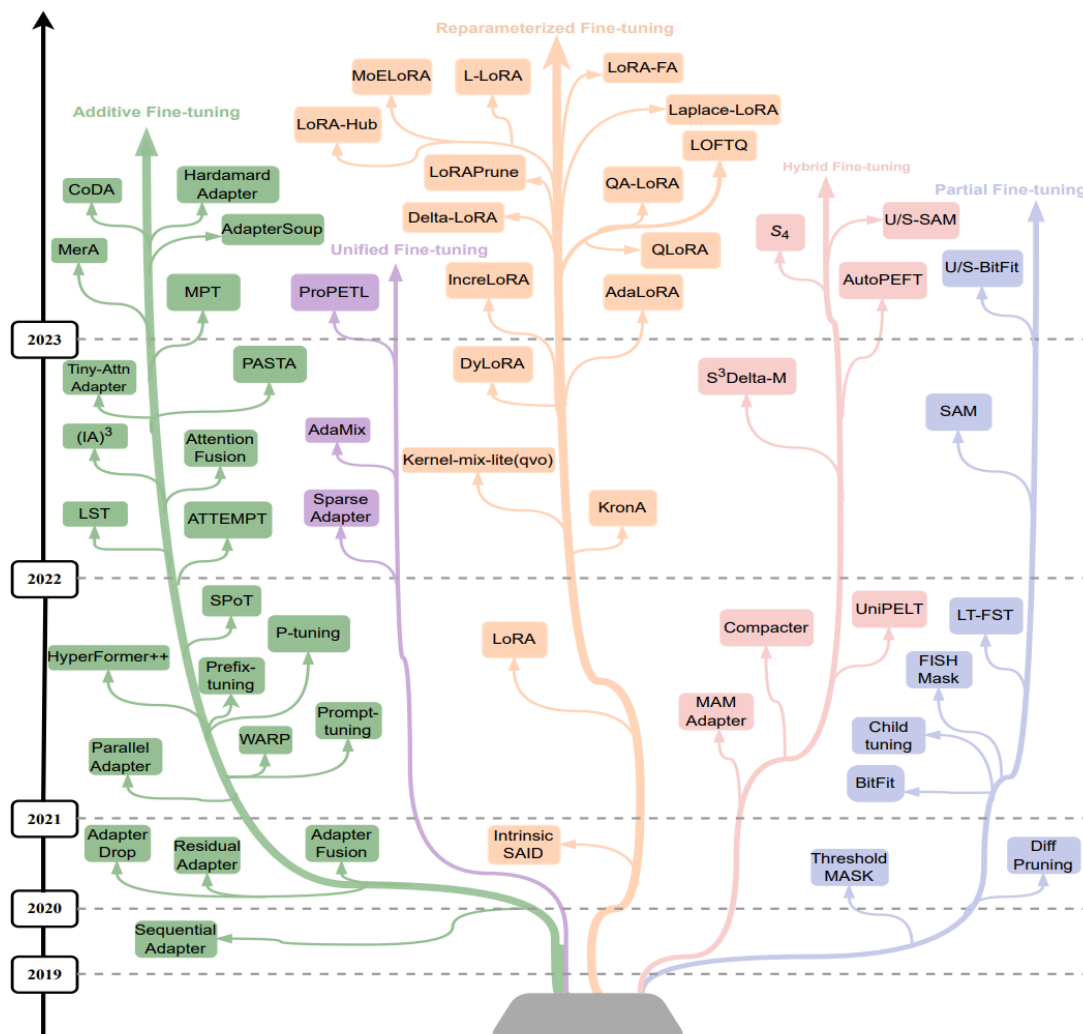 Reparameterized Fine-tuning
MoELoRA
L-LoRA
LoRA-FA
Additive Fine-tuning
LoRA-Hub
Laplace-LoRA
LOFTQ
CoDA
Hardamard
Adapter
LoRAPrune
QA-LoRA
Hybrid Fine-tuning
Partial Fine-tuning
AdapterSoup
Delta-LoRA
S4
U/S-SAM
MerA
Unified Fine-tuning
QLoRA
U/S-BitFit
MPT
ProPETL
IncreLoRA
AdaLoRA
AutoPEFT
2023
Tiny-Attn
Adapter
PASTA
DyLoRA
S3Delta-M
SAM
(IA)3
Attention
Fusion
AdaMix
Kernel-mix-lite(qvo)
LST
ATTEMPT
Sparse
Adapter
KronA
2022
SPoT
P-tuning
LoRA
Compacter
UniPELT
LT-FST
HyperFormer++
Prefix-
tuning
FISH
Mask
Prompt-
tuning
MAM
Adapter
WARP
Child
tuning
Parallel
Adapter
BitFit
2021
Adapter
Drop
Residual
Adapter
Adapter
Fusion
Intrinsic
SAID
Threshold
MASK
Diff
Pruning
2020
Sequential
Adapter
2019